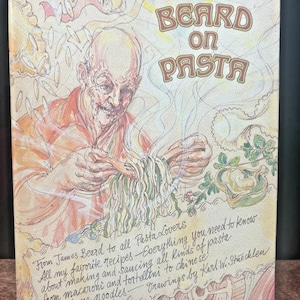 BEARD
on
PASTA
From James Beard to all Pasta Lovers
All my favorite recipes—Everything you need to know
about making and saucing all kinds of pasta
from macaroni and tortellini to chinese
noodles Drawings by Karl W. Stuecklen